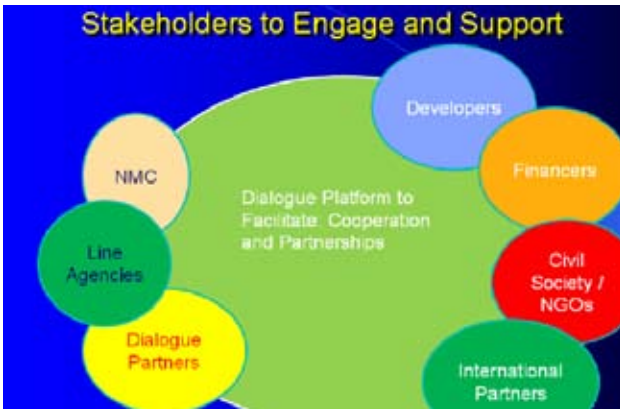 Stakeholders to Engage and Support
Developers
NMC
Financers
Dialogue Platform to
Facilitate: Cooperation
and Partnerships
Line
Agencies
Civil
Society /
NGOs
Dialogue
Partners
International
Partners